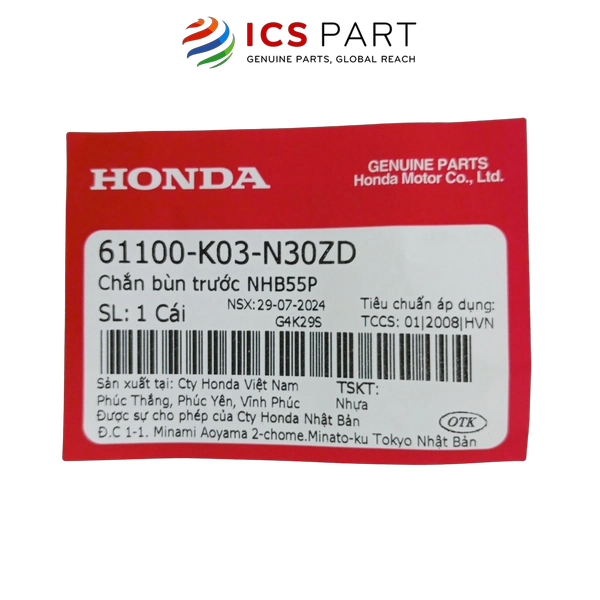 ICS PART
GENUINE PARTS, GLOBAL REACH
HONDA
GENUINE PARTS
Honda Motor Co., Ltd.
61100-K03-N30ZD
Chắn bùn trước NHB55P
SL: 1 Cái
NSX:29-07-2024
G4K29S
Tiêu chuẩn áp dụng:
TCCS: 01|2008|HVN
Sản xuất tại: Cty Honda Việt Nam
Phúc Thắng, Phúc Yên, Vĩnh Phúc
TSKT:
Nhựa
Được sự cho phép của Cty Honda Nhật Bản
Đ.C 1-1. Minami Aoyama 2-chome.Minato-ku Tokyo Nhật Bản
OTK